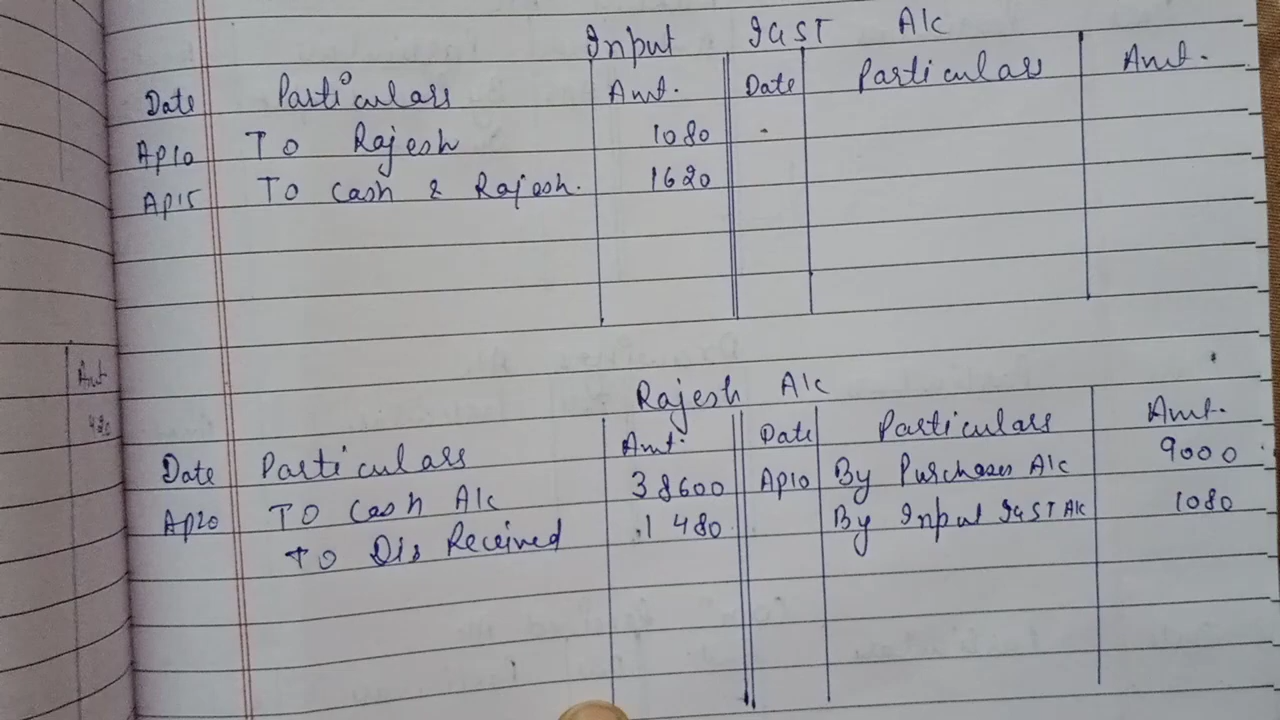 Input IGST A/c
Date Particulars Amt. Date Particulars Amt.
Ap10 To Rajesh 1080
Ap15 To Cash & Rajesh. 1620
Rajesh A/c
Date Particulars Amt. Date Particulars Amt.
Ap20 To Cash A/c 38600 Ap10 By Purchases A/c 9000
To Dis Received 1480 By Input IGST A/c 1080
Amt